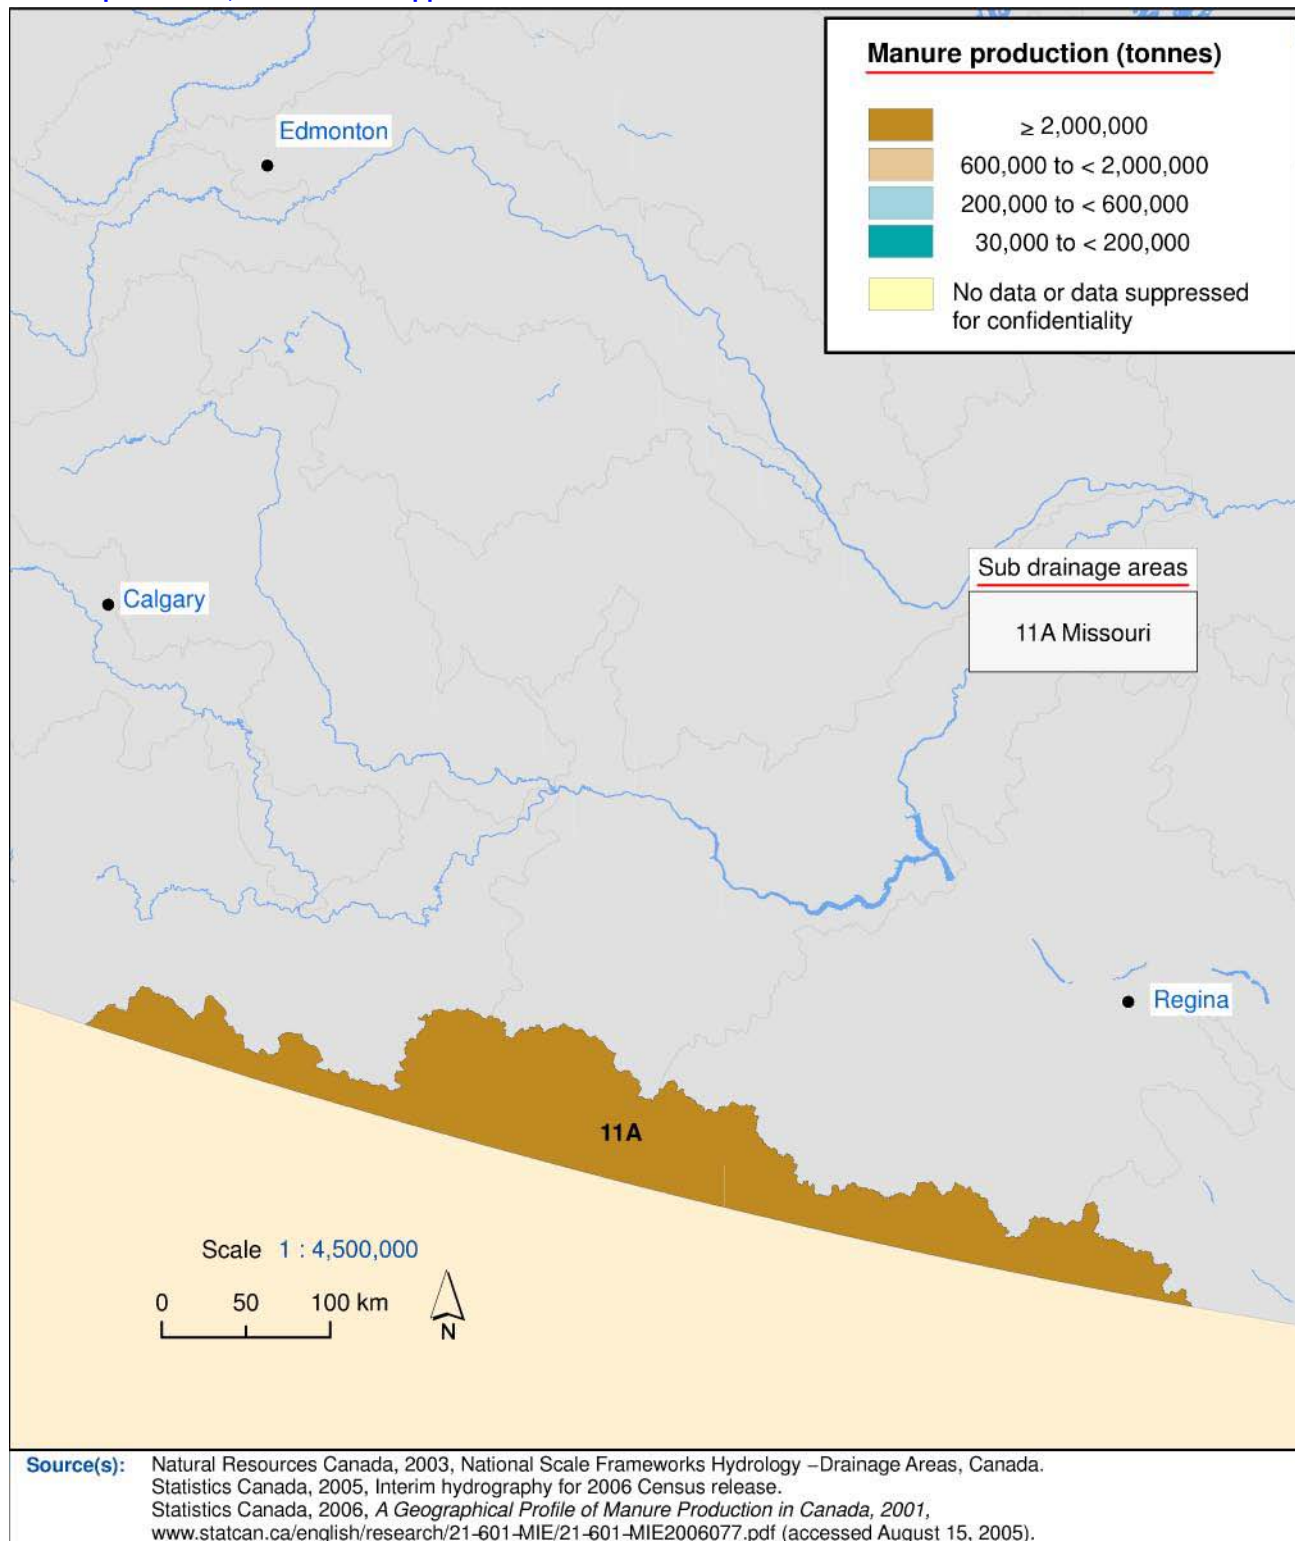 Manure production (tonnes)
≥ 2,000,000
600,000 to < 2,000,000
200,000 to < 600,000
30,000 to < 200,000
No data or data suppressed
for confidentiality
Edmonton
Sub drainage areas
11A Missouri
Calgary
Regina
11A
Scale 1 : 4,500,000
0 50 100 km
N
Source(s): Natural Resources Canada, 2003, National Scale Frameworks Hydrology –Drainage Areas, Canada.
Statistics Canada, 2005, Interim hydrography for 2006 Census release.
Statistics Canada, 2006, A Geographical Profile of Manure Production in Canada, 2001,
www.statcan.ca/english/research/21-601-MIE/21-601-MIE2006077.pdf (accessed August 15, 2005).